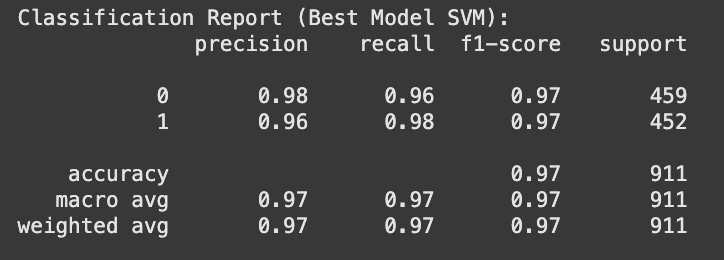 Classification Report (Best Model SVM):
precision recall f1-score support
0 0.98 0.96 0.97 459
1 0.96 0.98 0.97 452
accuracy 0.97 911
macro avg 0.97 0.97 0.97 911
weighted avg 0.97 0.97 0.97 911